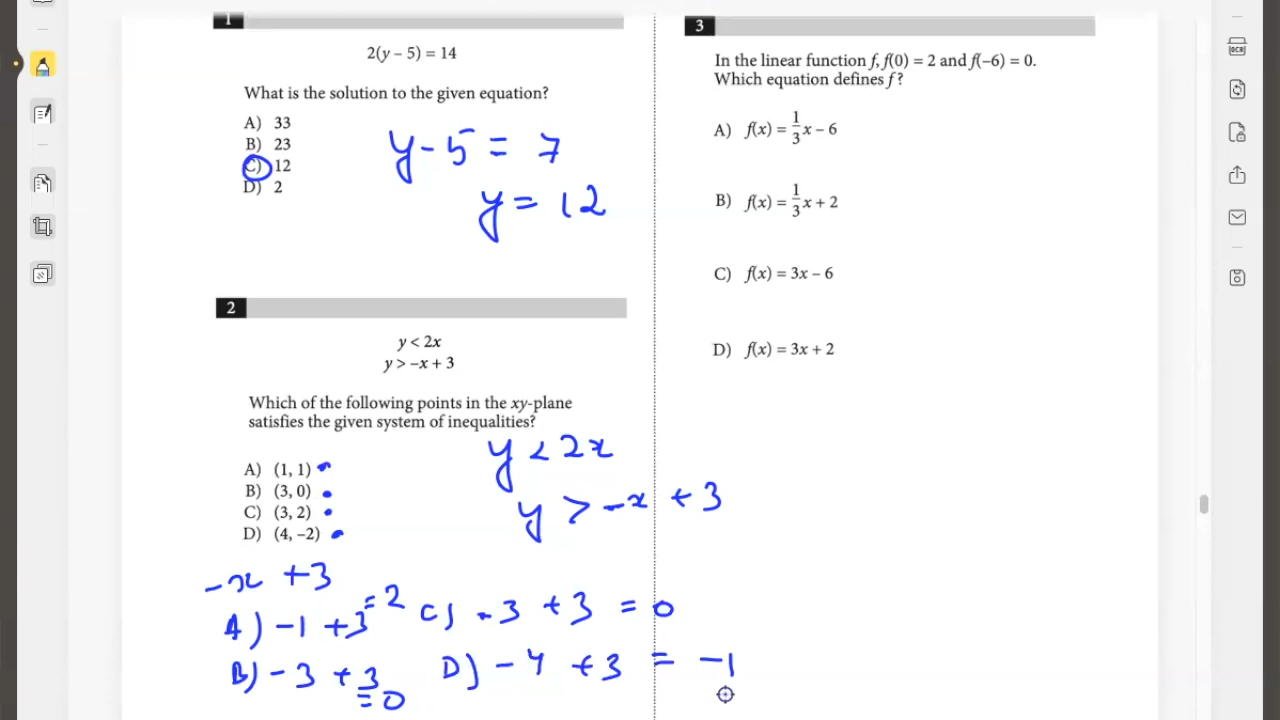 1
2(y – 5) = 14
What is the solution to the given equation?
A) 33
B) 23
C) 12
D) 2
y - 5 = 7
y = 12
2
y < 2x
y > –x + 3
Which of the following points in the xy-plane
satisfies the given system of inequalities?
A) (1, 1)
B) (3, 0)
C) (3, 2)
D) (4, –2)
y < 2x
y > -x + 3
-x + 3
A) -1 + 3 = 2
B) - 3 + 3 = 0
C) - 3 + 3 = 0
D) - 4 + 3 = -1
3
In the linear function f, f(0) = 2 and f(–6) = 0.
Which equation defines f ?
A) f(x) = 1/3 x – 6
B) f(x) = 1/3 x + 2
C) f(x) = 3x – 6
D) f(x) = 3x + 2
OCR